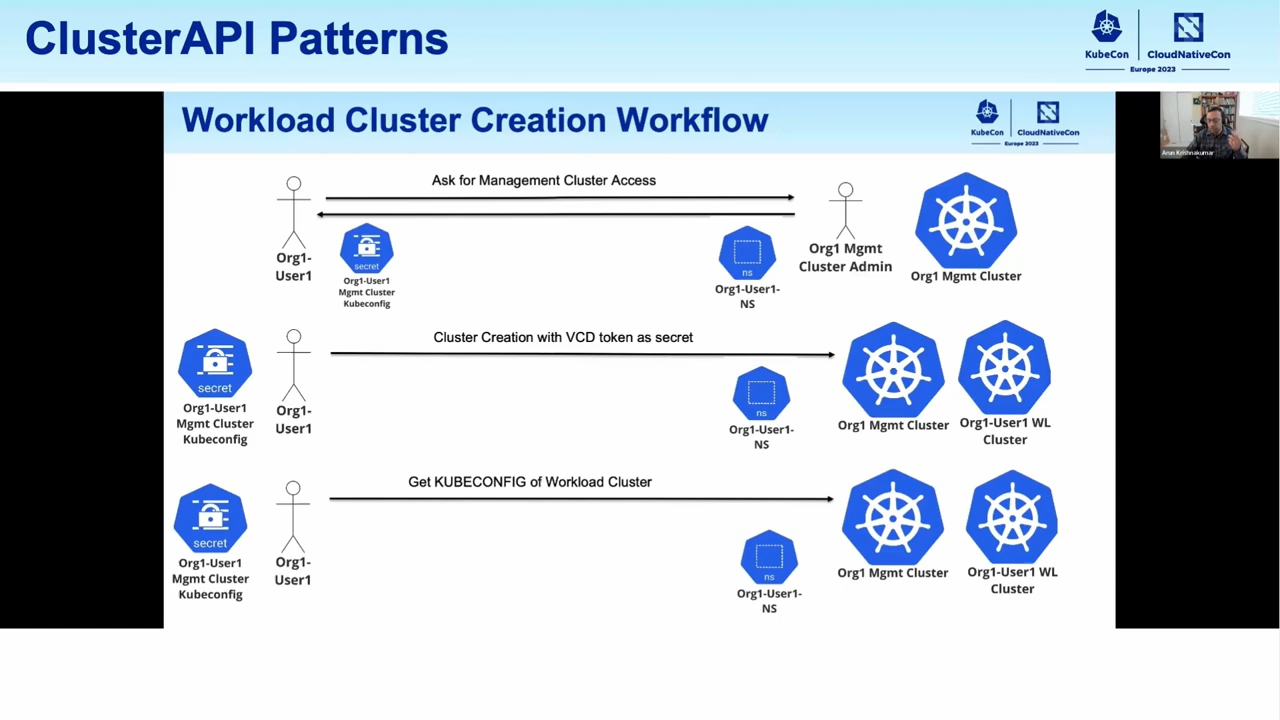 ClusterAPI Patterns
KubeCon
CloudNativeCon
Europe 2023
Workload Cluster Creation Workflow
KubeCon
CloudNativeCon
Europe 2023
Arun Krishnakumar
Ask for Management Cluster Access
Org1-
User1
secret
Org1-User1
Mgmt Cluster
Kubeconfig
ns
Org1-User1-
NS
Org1 Mgmt
Cluster Admin
Org1 Mgmt Cluster
Cluster Creation with VCD token as secret
secret
Org1-User1
Mgmt Cluster
Kubeconfig
Org1-
User1
ns
Org1-User1-
NS
Org1 Mgmt Cluster
Org1-User1 WL
Cluster
Get KUBECONFIG of Workload Cluster
secret
Org1-User1
Mgmt Cluster
Kubeconfig
Org1-
User1
ns
Org1-User1-
NS
Org1 Mgmt Cluster
Org1-User1 WL
Cluster